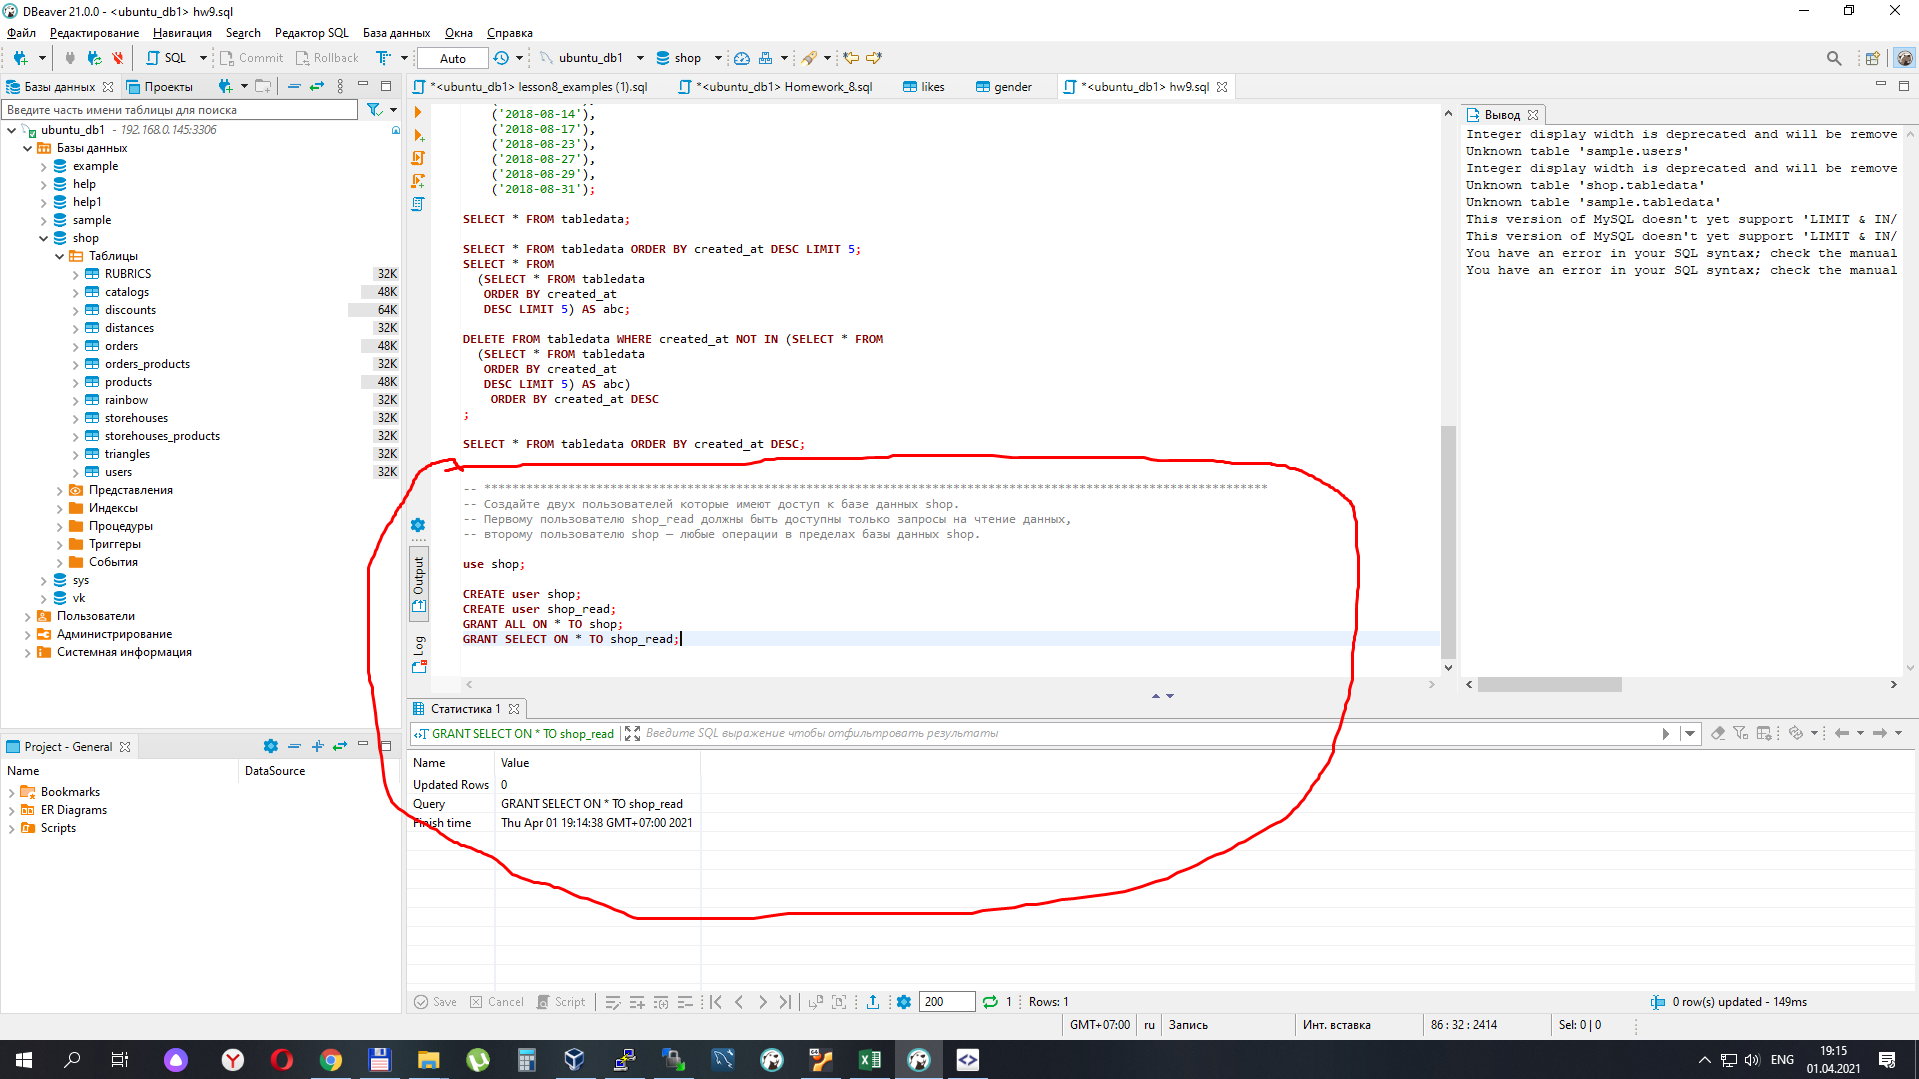 DBeaver 21.0.0 - <ubuntu_db1> hw9.sql
Файл Редактирование Навигация Search Редактор SQL База данных Окна Справка
SQL Commit Rollback Auto ubuntu_db1 shop
Базы данных Проекты
Введите часть имени таблицы для поиска
ubuntu_db1 - 192.168.0.145:3306
Базы данных
example
help
help1
sample
shop
Таблицы
RUBRICS 32K
catalogs 48K
discounts 64K
distances 32K
orders 48K
orders_products 32K
products 48K
rainbow 32K
storehouses 32K
storehouses_products 32K
triangles 32K
users 32K
Представления
Индексы
Процедуры
Триггеры
События
sys
vk
Пользователи
Администрирование
Системная информация
Project - General
Name DataSource
Bookmarks
ER Diagrams
Scripts
*<ubuntu_db1> lesson8_examples (1).sql *<ubuntu_db1> Homework_8.sql likes gender *<ubuntu_db1> hw9.sql
('2018-08-14'),
('2018-08-17'),
('2018-08-23'),
('2018-08-27'),
('2018-08-29'),
('2018-08-31');
SELECT * FROM tabledata;
SELECT * FROM tabledata ORDER BY created_at DESC LIMIT 5;
SELECT * FROM
(SELECT * FROM tabledata
ORDER BY created_at
DESC LIMIT 5) AS abc;
DELETE FROM tabledata WHERE created_at NOT IN (SELECT * FROM
(SELECT * FROM tabledata
ORDER BY created_at
DESC LIMIT 5) AS abc)
ORDER BY created_at DESC
;
SELECT * FROM tabledata ORDER BY created_at DESC;
-- ****************************************************************************************************************
-- Создайте двух пользователей которые имеют доступ к базе данных shop.
-- Первому пользователю shop_read должны быть доступны только запросы на чтение данных,
-- второму пользователю shop — любые операции в пределах базы данных shop.
use shop;
CREATE user shop;
CREATE user shop_read;
GRANT ALL ON * TO shop;
GRANT SELECT ON * TO shop_read;
Output
Log
Вывод
Integer display width is deprecated and will be remove
Unknown table 'sample.users'
Integer display width is deprecated and will be remove
Unknown table 'shop.tabledata'
Unknown table 'sample.tabledata'
This version of MySQL doesn't yet support 'LIMIT & IN/
This version of MySQL doesn't yet support 'LIMIT & IN/
You have an error in your SQL syntax; check the manual
You have an error in your SQL syntax; check the manual
Статистика 1
GRANT SELECT ON * TO shop_read Введите SQL выражение чтобы отфильтровать результаты
Name Value
Updated Rows 0
Query GRANT SELECT ON * TO shop_read
Finish time Thu Apr 01 19:14:38 GMT+07:00 2021
Save Cancel Script 200 1 Rows: 1 0 row(s) updated - 149ms
GMT+07:00 ru Запись Инт. вставка 86 : 32 : 2414 Sel: 0 | 0
ENG 19:15
01.04.2021